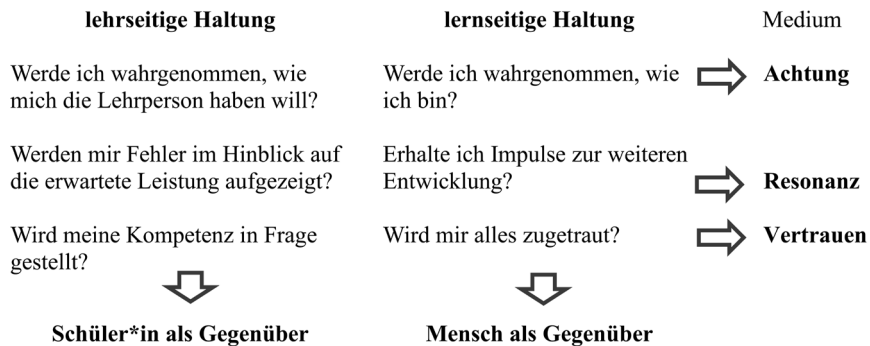 lehrseitige Haltung lernseitige Haltung Medium
Werde ich wahrgenommen, wie
mich die Lehrperson haben will?
Werde ich wahrgenommen, wie
ich bin?
Achtung
Werden mir Fehler im Hinblick auf
die erwartete Leistung aufgezeigt?
Erhalte ich Impulse zur weiteren
Entwicklung?
Resonanz
Wird meine Kompetenz in Frage
gestellt?
Wird mir alles zugetraut?
Vertrauen
Schüler*in als Gegenüber
Mensch als Gegenüber